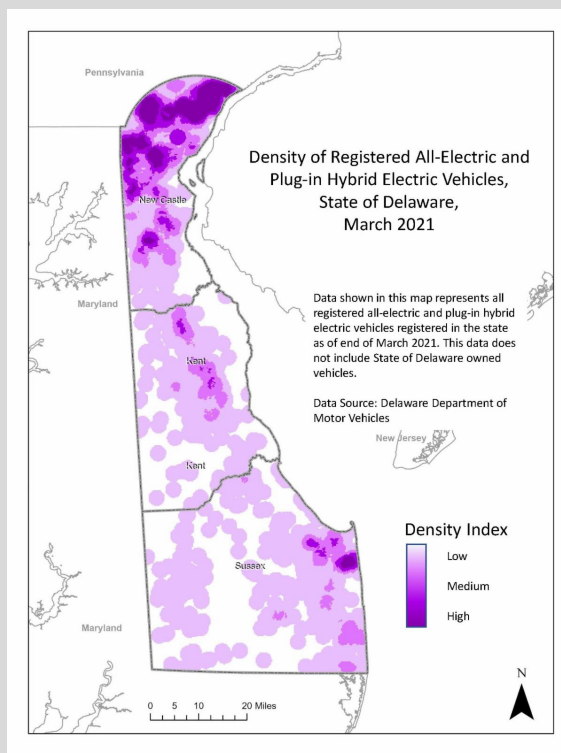 Pennsylvania
Density of Registered All-Electric and
Plug-in Hybrid Electric Vehicles,
State of Delaware,
March 2021
New Castle
Maryland
Data shown in this map represents all
registered all-electric and plug-in hybrid
electric vehicles registered in the state
as of end of March 2021. This data does
not include State of Delaware owned
vehicles.
Data Source: Delaware Department of
Motor Vehicles
Kent
New Jersey
Kent
Density Index
Low
Medium
High
Sussex
Maryland
N
0 5 10 20 Miles